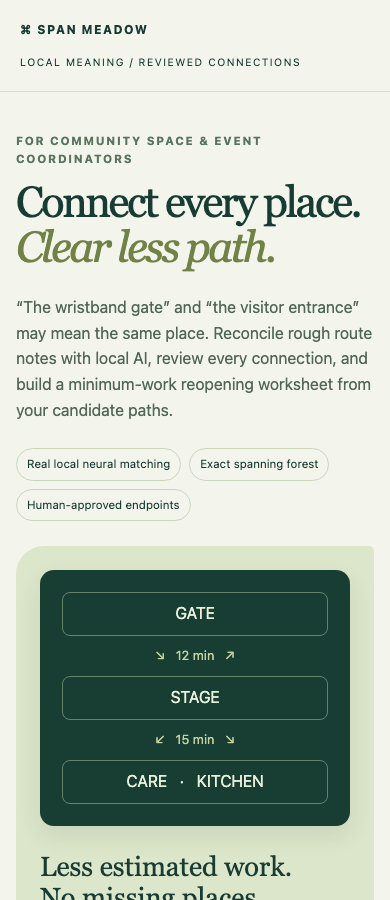 ⌘ SPAN MEADOW
LOCAL MEANING / REVIEWED CONNECTIONS
FOR COMMUNITY SPACE & EVENT
COORDINATORS
Connect every place.
Clear less path.
“The wristband gate” and “the visitor entrance”
may mean the same place. Reconcile rough route
notes with local AI, review every connection, and
build a minimum-work reopening worksheet from
your candidate paths.
Real local neural matching
Exact spanning forest
Human-approved endpoints
GATE
↘ 12 min ↗
STAGE
↙ 15 min ↘
CARE · KITCHEN
Less estimated work.
No missing places.